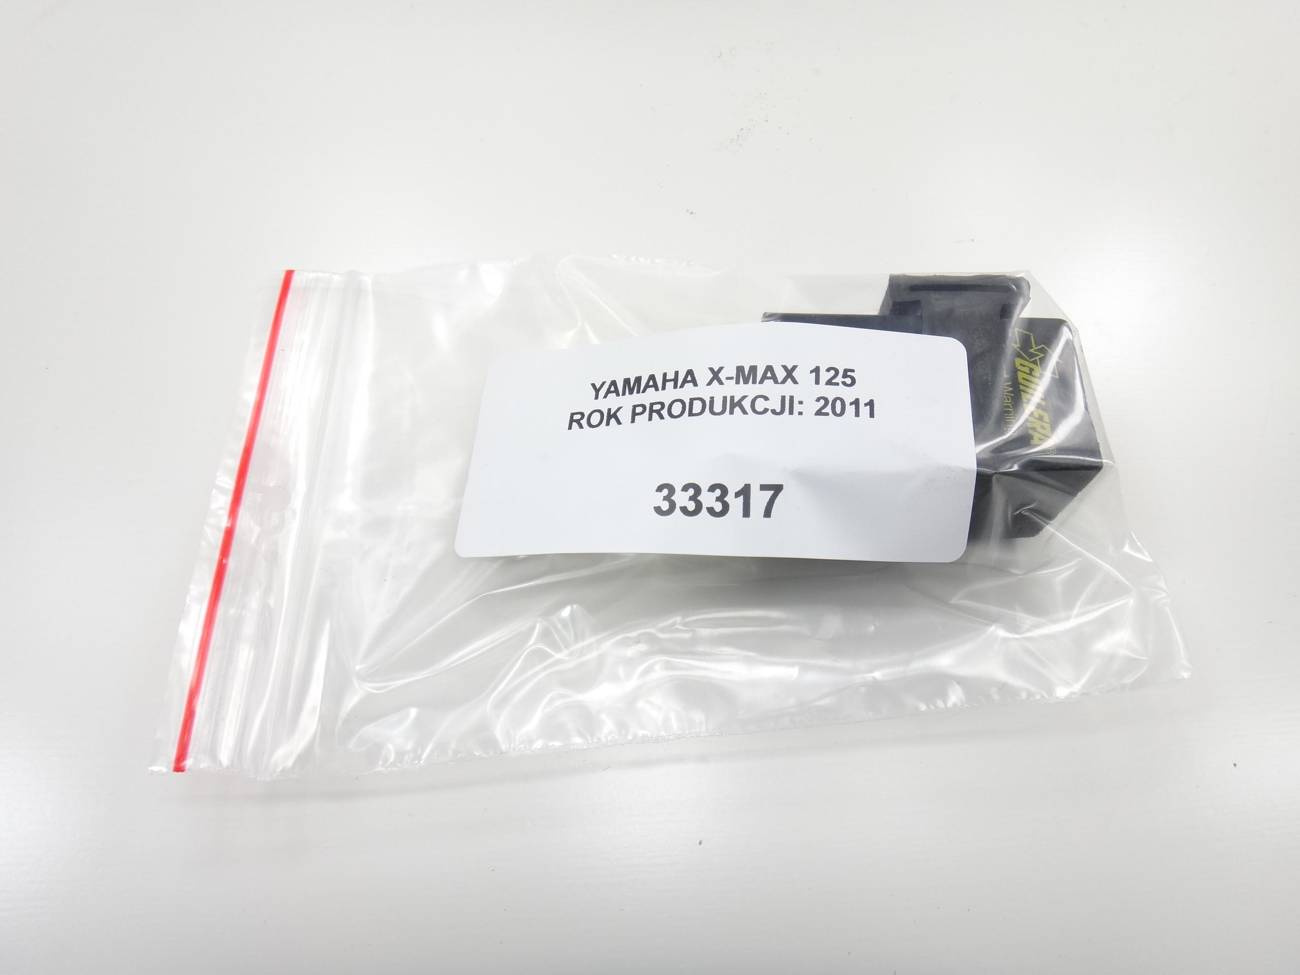 YAMAHA X-MAX 125
ROK PRODUKCJI: 2011
33317